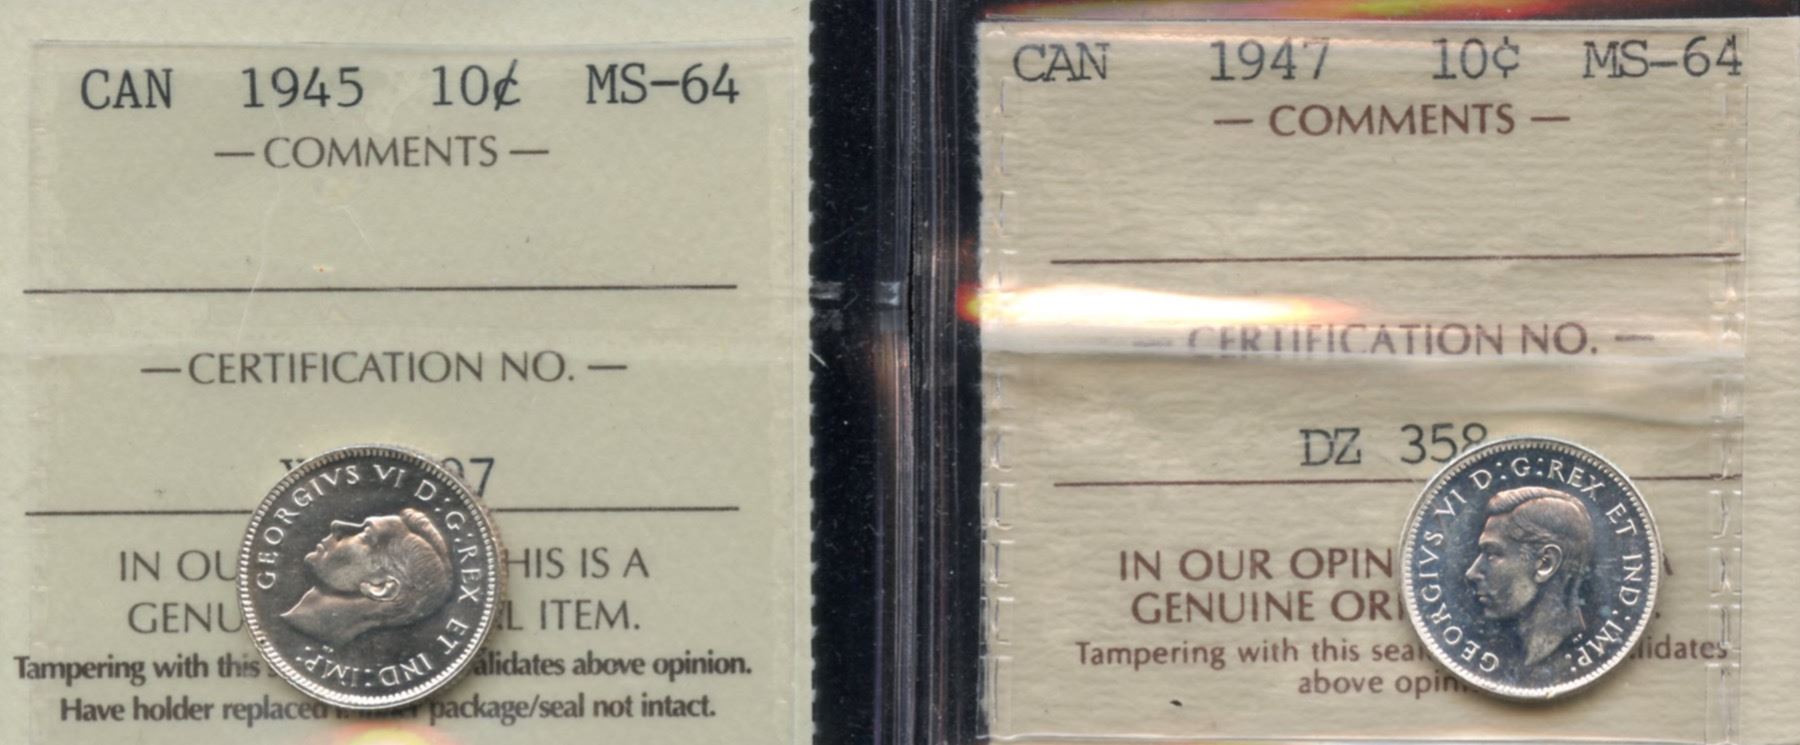 CAN 1945 10¢ MS-64
— COMMENTS —
— CERTIFICATION NO. —
97
IN OU HIS IS A
GENU L ITEM.
Tampering with this alidates above opinion.
Have holder replaced package/seal not intact.
GEORGIVS VI D:G:REX ET IND:IMP:
CAN 1947 10¢ MS-64
— COMMENTS —
— CERTIFICATION NO. —
DZ 358
IN OUR OPIN
GENUINE ORI
Tampering with this seal lidates
above opin
GEORGIVS VI D:G:REX ET IND:IMP: